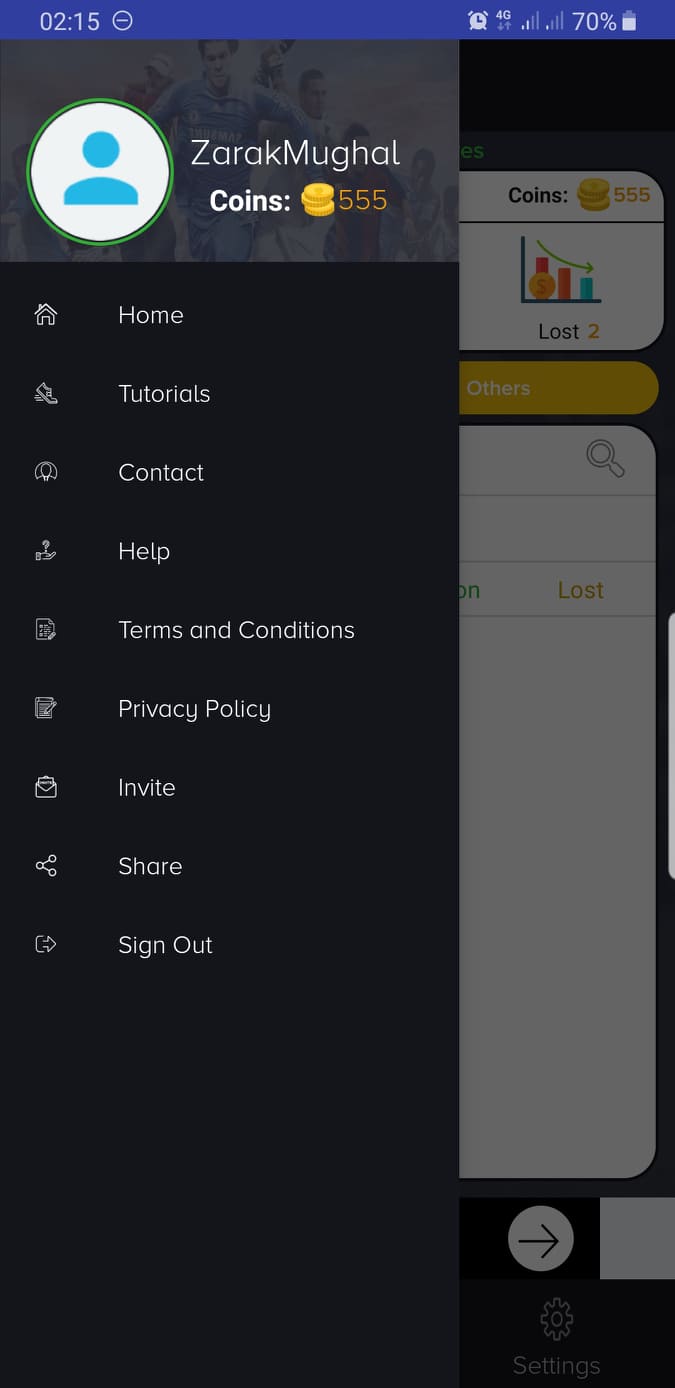 02:15
4G
70%
ZarakMughal
Coins: 555
es
Coins: 555
Lost 2
Others
on
Lost
Home
Tutorials
Contact
Help
Terms and Conditions
Privacy Policy
Invite
Share
Sign Out
Settings